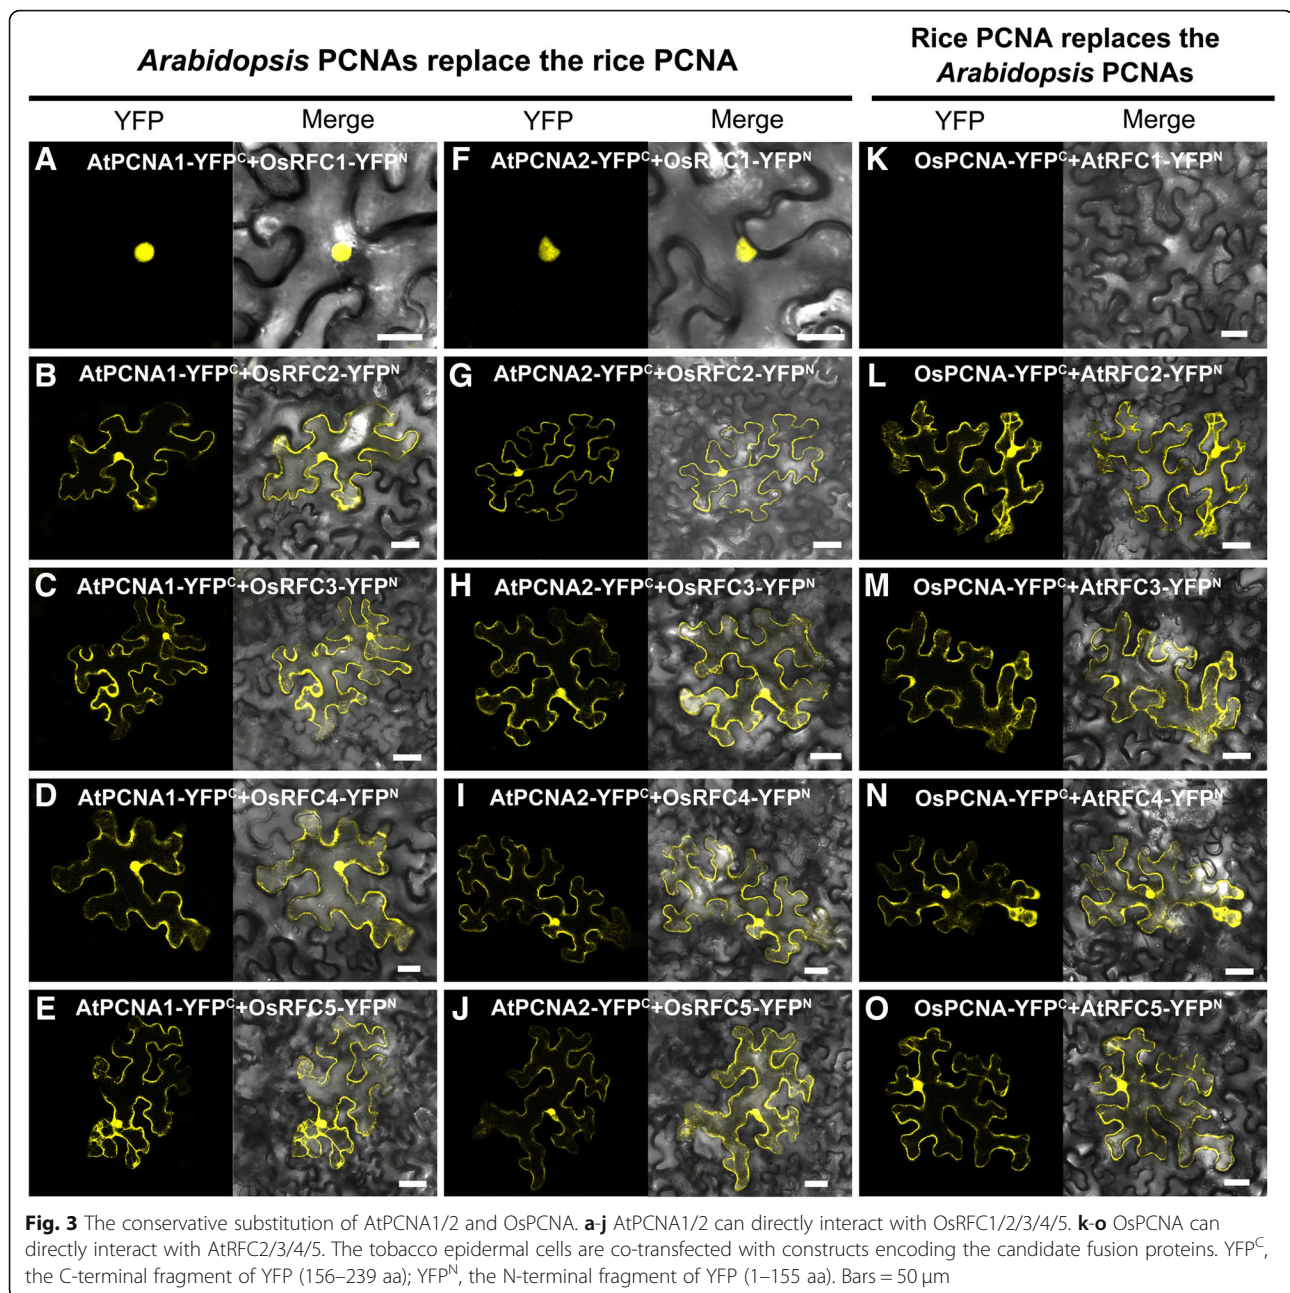 Arabidopsis PCNAs replace the rice PCNA
Rice PCNA replaces the
Arabidopsis PCNAs
YFP Merge YFP Merge YFP Merge
A AtPCNA1-YFPC+OsRFC1-YFPN
F AtPCNA2-YFPC+OsRFC1-YFPN
K OsPCNA-YFPC+AtRFC1-YFPN
B AtPCNA1-YFPC+OsRFC2-YFPN
G AtPCNA2-YFPC+OsRFC2-YFPN
L OsPCNA-YFPC+AtRFC2-YFPN
C AtPCNA1-YFPC+OsRFC3-YFPN
H AtPCNA2-YFPC+OsRFC3-YFPN
M OsPCNA-YFPC+AtRFC3-YFPN
D AtPCNA1-YFPC+OsRFC4-YFPN
I AtPCNA2-YFPC+OsRFC4-YFPN
N OsPCNA-YFPC+AtRFC4-YFPN
E AtPCNA1-YFPC+OsRFC5-YFPN
J AtPCNA2-YFPC+OsRFC5-YFPN
O OsPCNA-YFPC+AtRFC5-YFPN
Fig. 3 The conservative substitution of AtPCNA1/2 and OsPCNA. a-j AtPCNA1/2 can directly interact with OsRFC1/2/3/4/5. k-o OsPCNA can
directly interact with AtRFC2/3/4/5. The tobacco epidermal cells are co-transfected with constructs encoding the candidate fusion proteins. YFPC,
the C-terminal fragment of YFP (156–239 aa); YFPN, the N-terminal fragment of YFP (1–155 aa). Bars = 50 μm